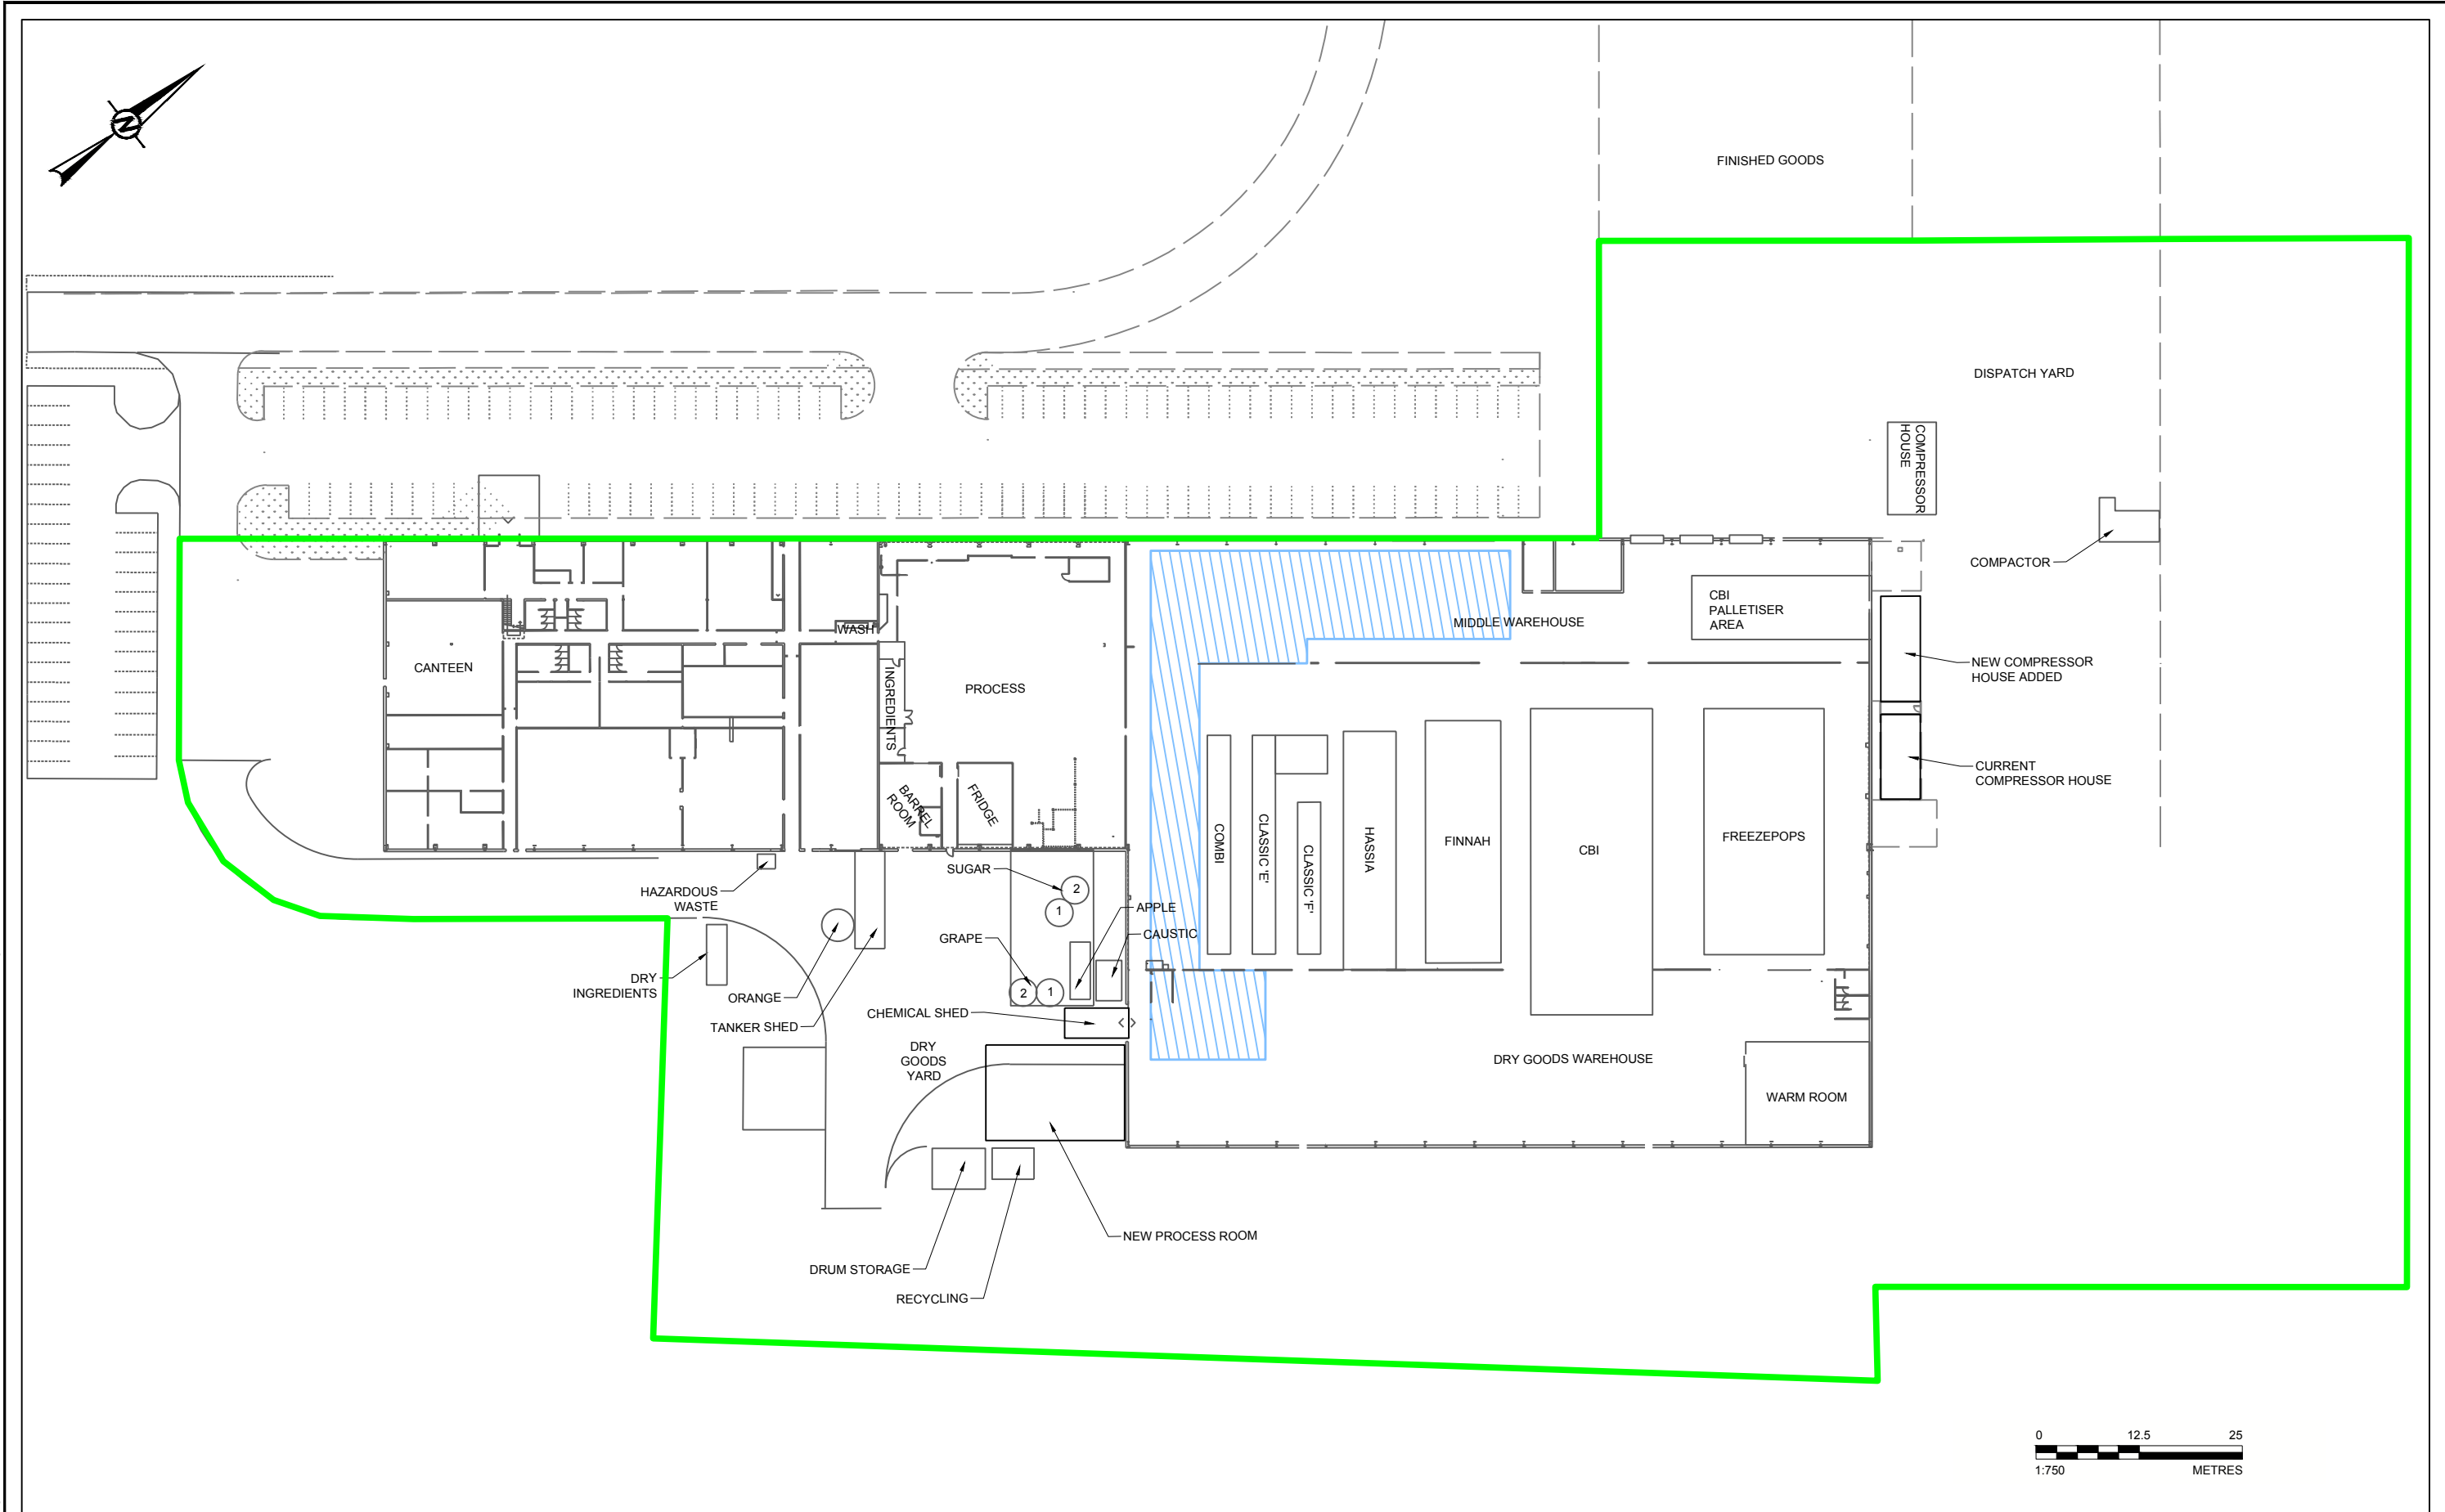 N
FINISHED GOODS
DISPATCH YARD
COMPRESSOR
HOUSE
COMPACTOR
CBI
PALLETISER
AREA
MIDDLE WAREHOUSE
WASH
CANTEEN
INGREDIENTS
PROCESS
NEW COMPRESSOR
HOUSE ADDED
CURRENT
COMPRESSOR HOUSE
BARREL
ROOM
FRIDGE
COMBI
CLASSIC 'E'
CLASSIC 'F'
HASSIA
FINNAH
CBI
FREEZEPOPS
SUGAR
2
1
HAZARDOUS
WASTE
APPLE
GRAPE
CAUSTIC
DRY
INGREDIENTS
ORANGE
2
1
TANKER SHED
CHEMICAL SHED
DRY
GOODS
YARD
DRY GOODS WAREHOUSE
WARM ROOM
NEW PROCESS ROOM
DRUM STORAGE
RECYCLING
0 12.5 25
1:750 METRES